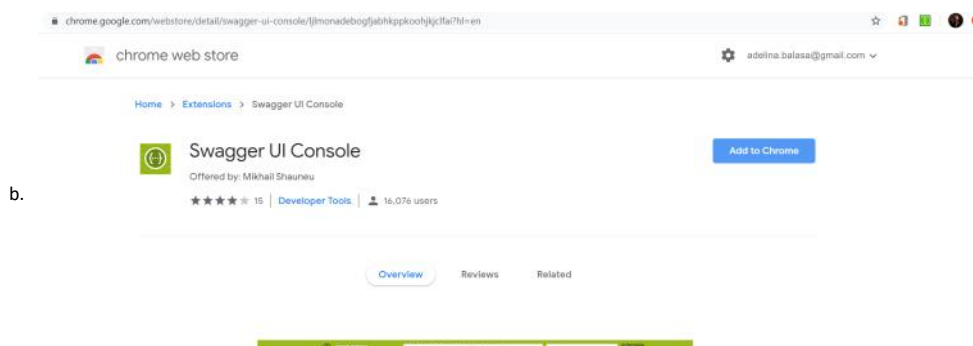 chrome.google.com/webstore/detail/swagger-ui-console/ljlmonadebogfjabhkppkoohjkjclfai?hl=en
chrome web store
adelina.balasa@gmail.com
Home > Extensions > Swagger UI Console
Swagger UI Console
Add to Chrome
Offered by: Mikhail Shauneu
b.
15 | Developer Tools | 16,076 users
Overview Reviews Related